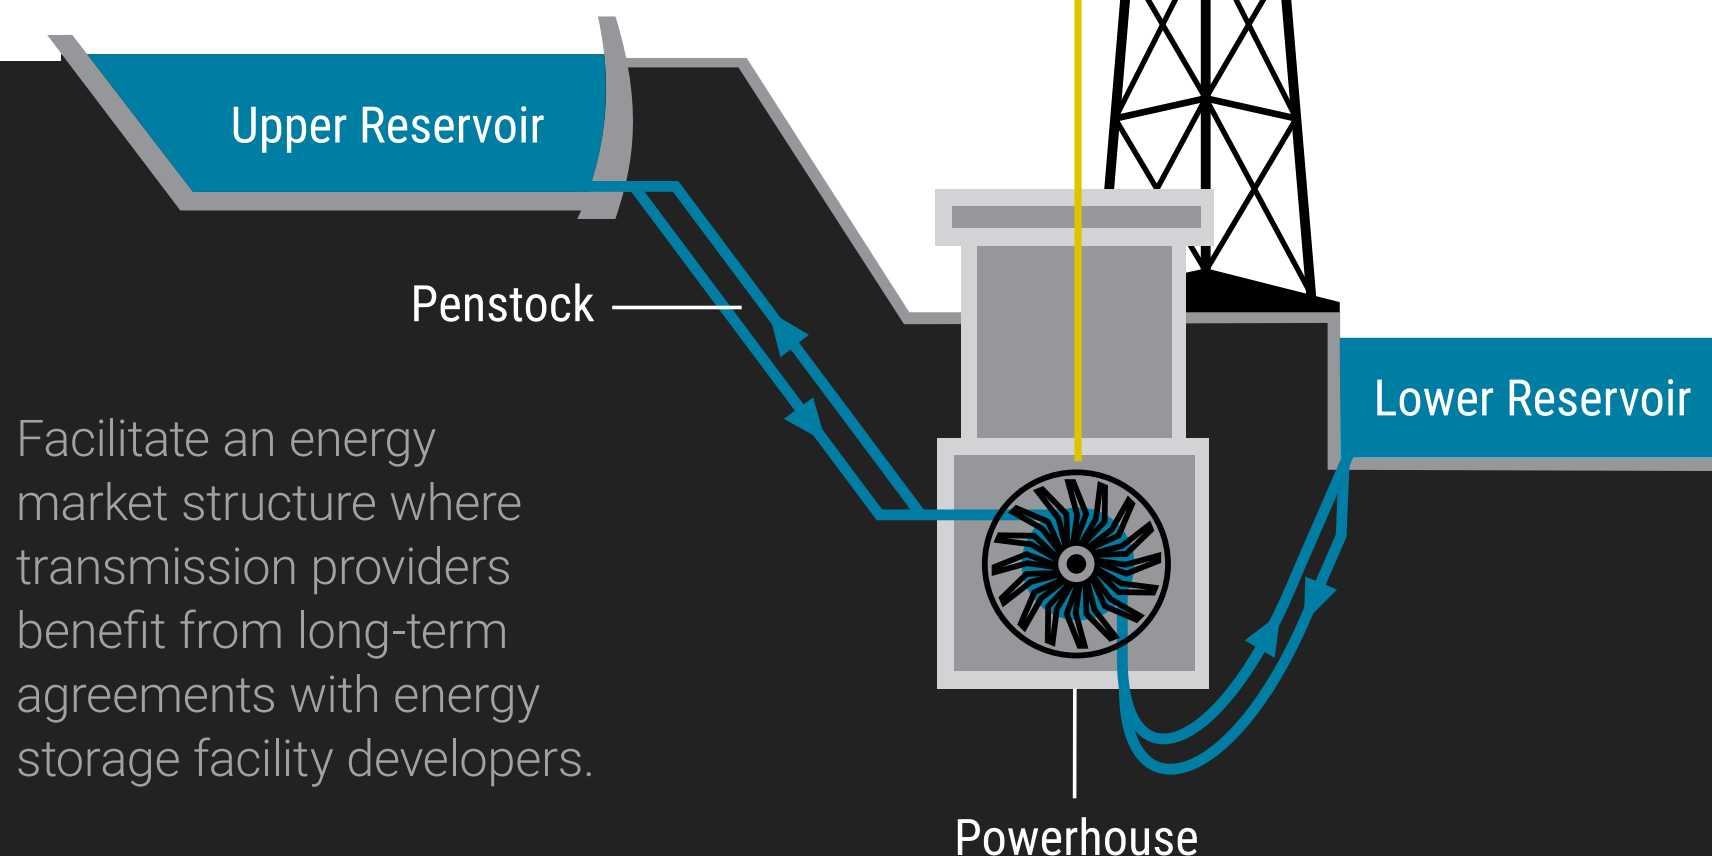 Upper Reservoir
Penstock
Lower Reservoir
Facilitate an energy
market structure where
transmission providers
benefit from long-term
agreements with energy
storage facility developers.
Powerhouse